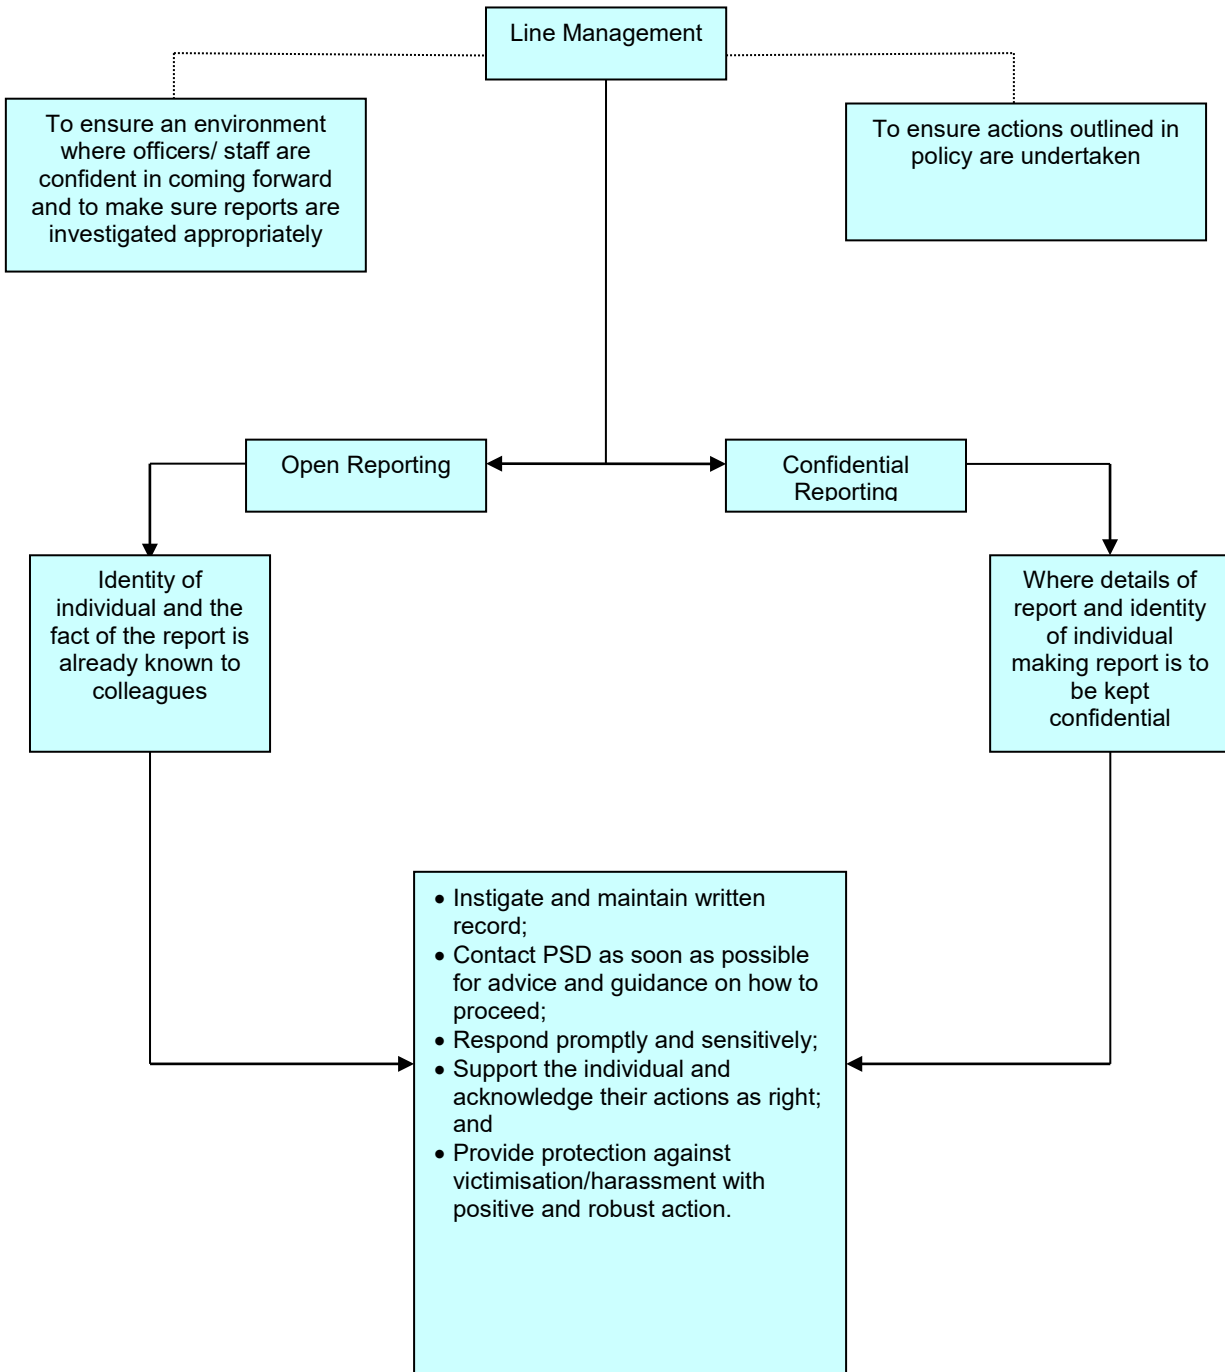 Line Management
To ensure an environment
where officers/ staff are
confident in coming forward
and to make sure reports are
investigated appropriately
To ensure actions outlined in
policy are undertaken
Open Reporting
Confidential
Reporting
Identity of
individual and the
fact of the report is
already known to
colleagues
Where details of
report and identity
of individual
making report is to
be kept
confidential
• Instigate and maintain written
record;
• Contact PSD as soon as possible
for advice and guidance on how to
proceed;
• Respond promptly and sensitively;
• Support the individual and
acknowledge their actions as right;
and
• Provide protection against
victimisation/harassment with
positive and robust action.